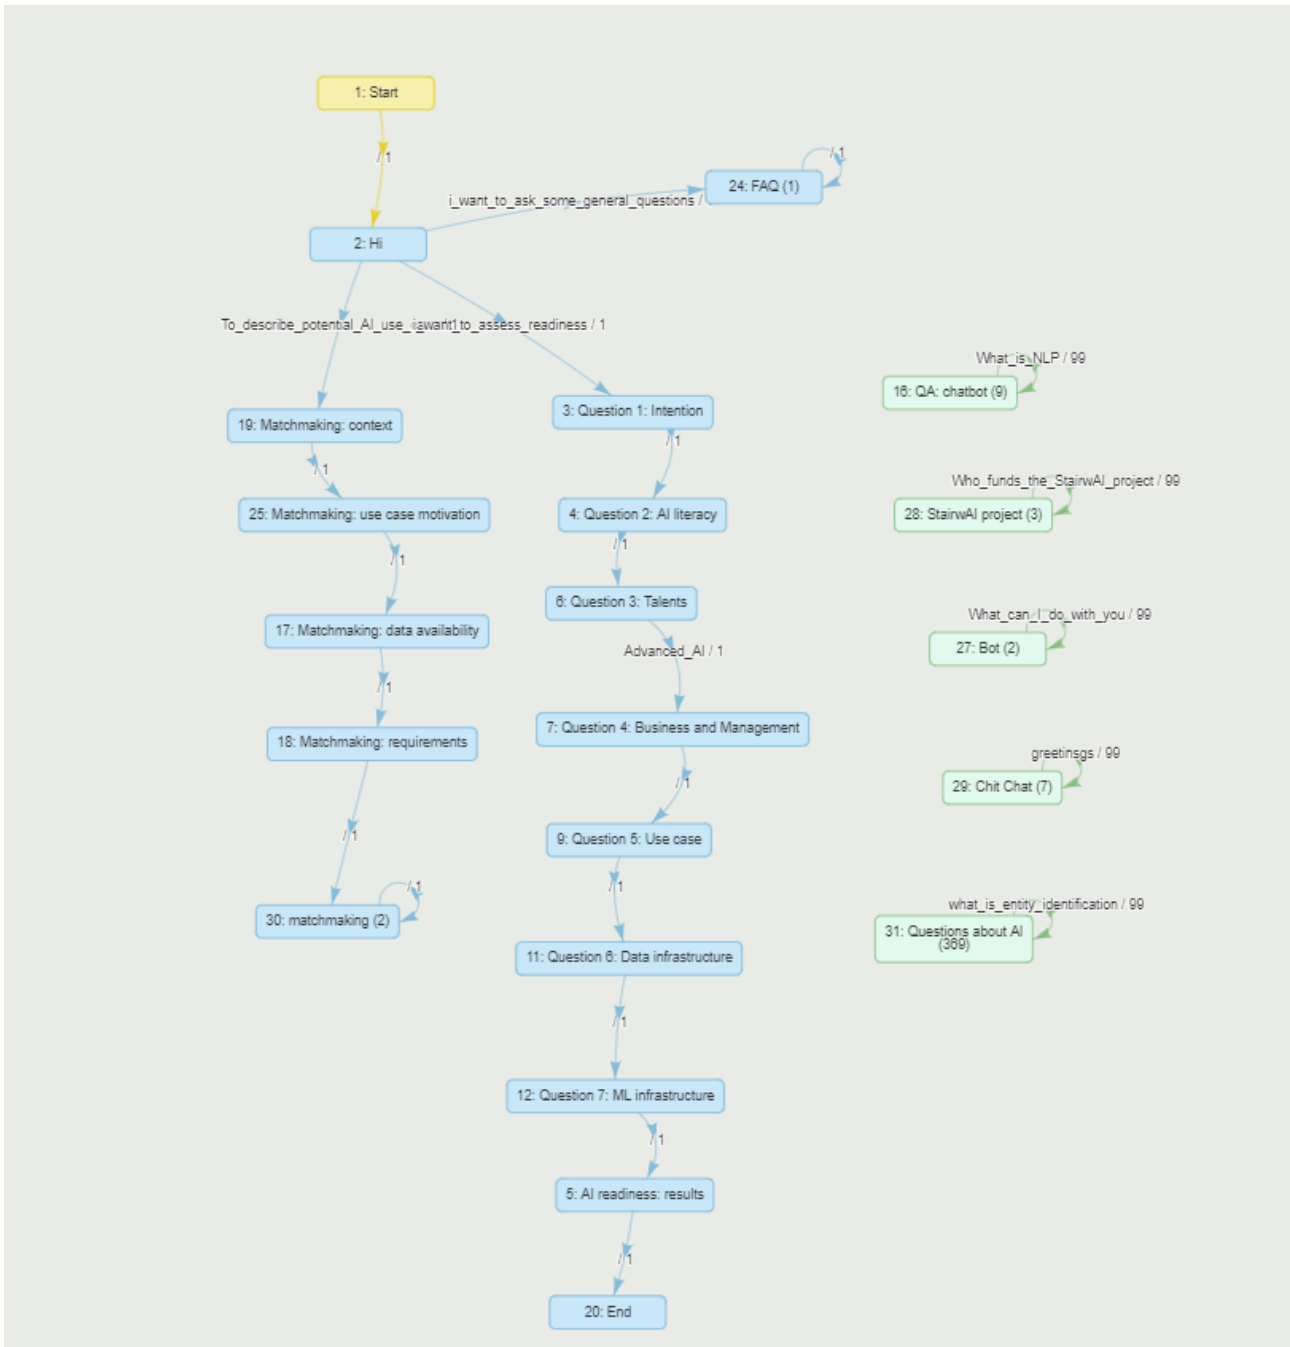 1: Start
/ 1
/ 1
24: FAQ (1)
i_want_to_ask_some_general_questions /
2: Hi
To_describe_potential_AI_use_
to_assess_readiness / 1
What_is_NLP / 99
16: QA: chatbot (9)
3: Question 1: Intention
19: Matchmaking: context
/ 1
/ 1
Who_funds_the_StairwAI_project / 99
25: Matchmaking: use case motivation
4: Question 2: AI literacy
28: StairwAI project (3)
/ 1
/ 1
6: Question 3: Talents
What_can_I_do_with_you / 99
17: Matchmaking: data availability
27: Bot (2)
Advanced_AI / 1
/ 1
7: Question 4: Business and Management
18: Matchmaking: requirements
greetinsgs / 99
/ 1
29: Chit Chat (7)
/ 1
9: Question 5: Use case
/ 1
/ 1
what_is_entity_identification / 99
30: matchmaking (2)
31: Questions about AI
(369)
11: Question 6: Data infrastructure
/ 1
12: Question 7: ML infrastructure
/ 1
5: AI readiness: results
/ 1
20: End